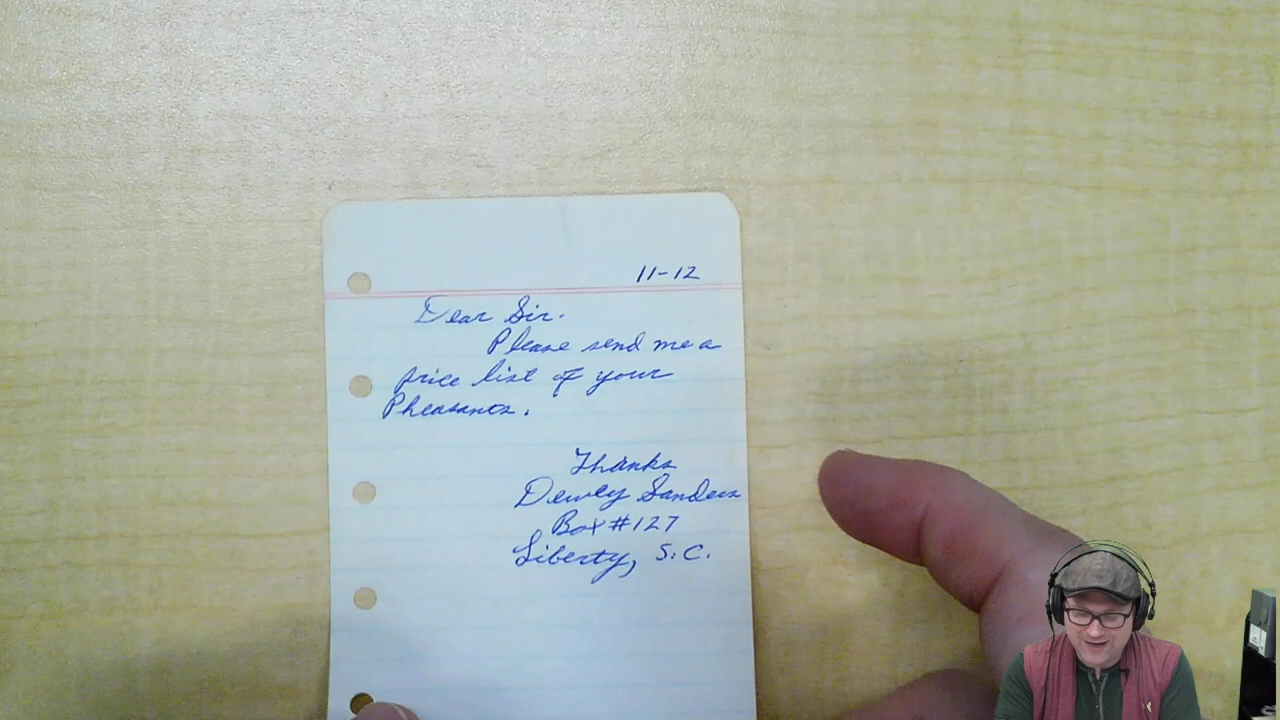 11-12
Dear Sir.
Please send me a
price list of your
Pheasants.
Thanks
Dewey Sanders
Box #127
Liberty, S.C.